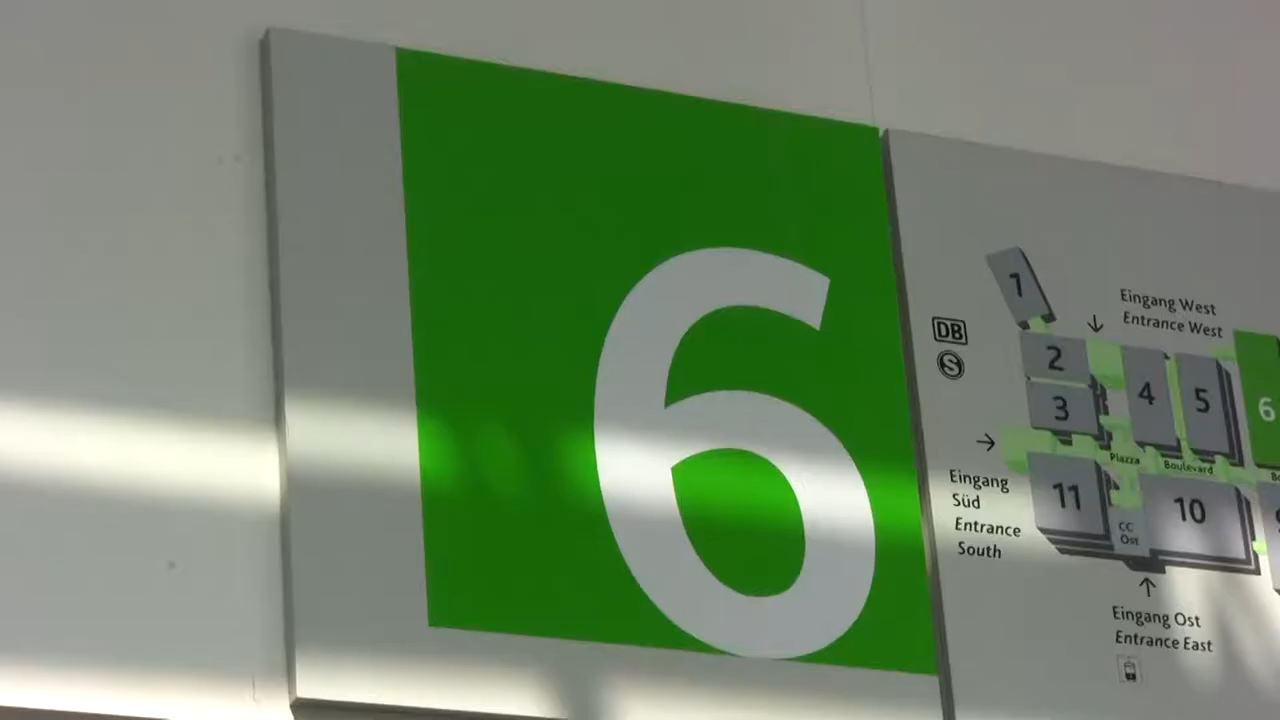 6
1
Eingang West
Entrance West
DB
S
2
3
4
5
6
Piazza
Boulevard
Eingang
Süd
Entrance
South
11
CC
Ost
10
Eingang Ost
Entrance East